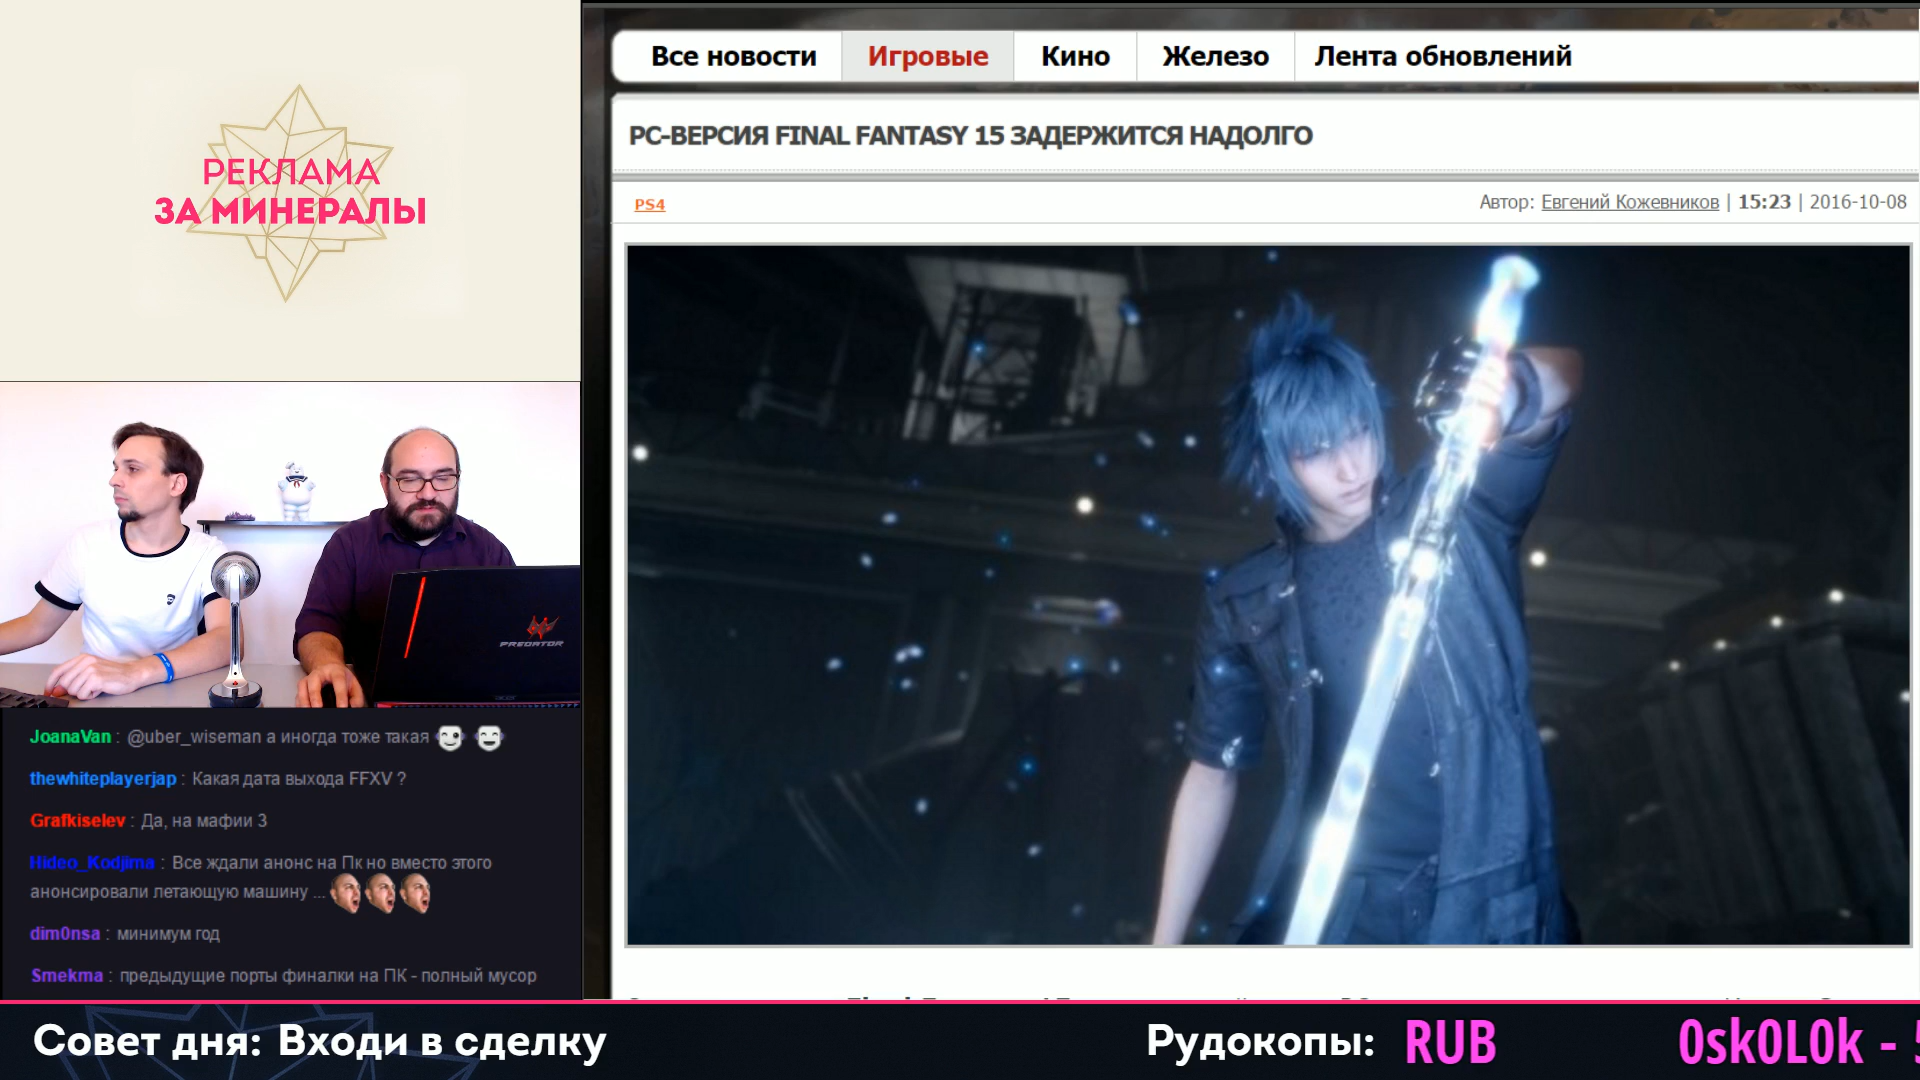 РЕКЛАМА
ЗА МИНЕРАЛЫ
Все новости
Игровые
Кино
Железо
Лента обновлений
PC-ВЕРСИЯ FINAL FANTASY 15 ЗАДЕРЖИТСЯ НАДОЛГО
PS4
Автор: Евгений Кожевников | 15:23 | 2016-10-08
PREDATOR
JoanaVan : @uber_wiseman а иногда тоже такая
thewhiteplayerjap : Какая дата выхода FFXV ?
Grafkiselev : Да, на мафии 3
Hideo_Kodjima : Все ждали анонс на Пк но вместо этого
анонсировали летающую машину ...
dim0nsa : минимум год
Smekma : предыдущие порты финалки на ПК - полный мусор
Совет дня: Входи в сделку
Рудокопы: RUB
0sk0L0k -